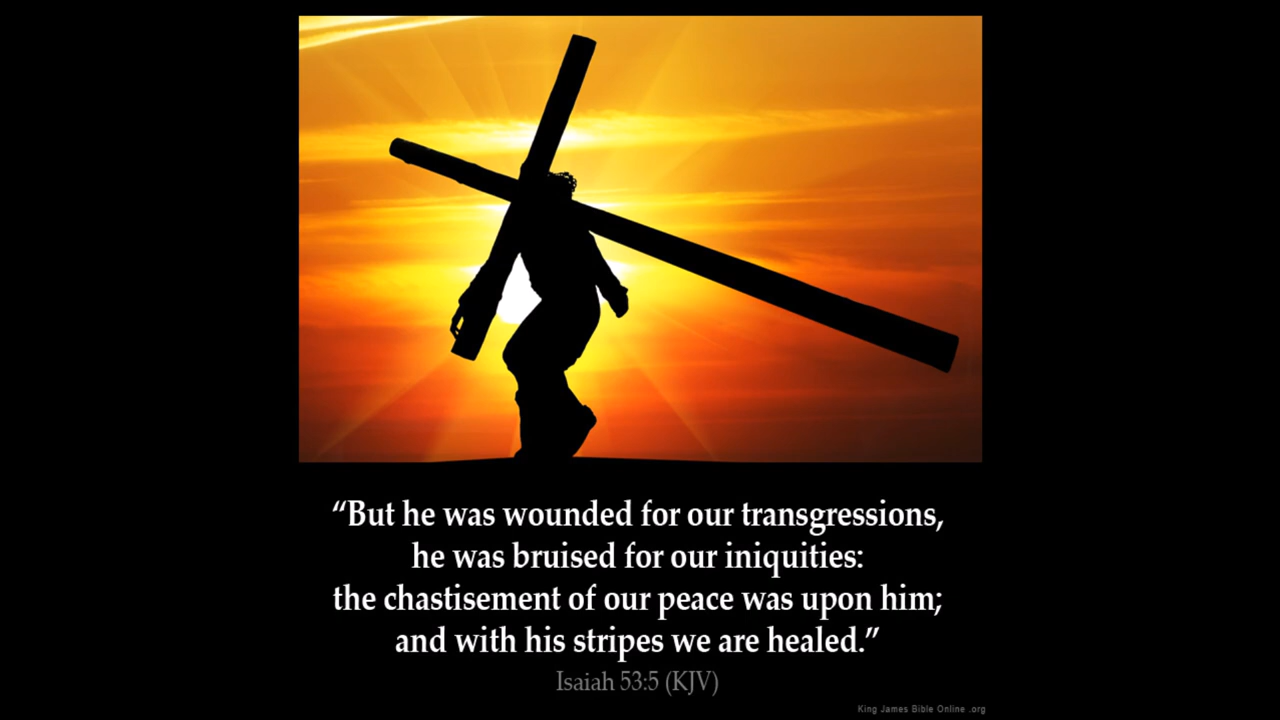 “But he was wounded for our transgressions,
he was bruised for our iniquities:
the chastisement of our peace was upon him;
and with his stripes we are healed.”
Isaiah 53:5 (KJV)
King James Bible Online .org